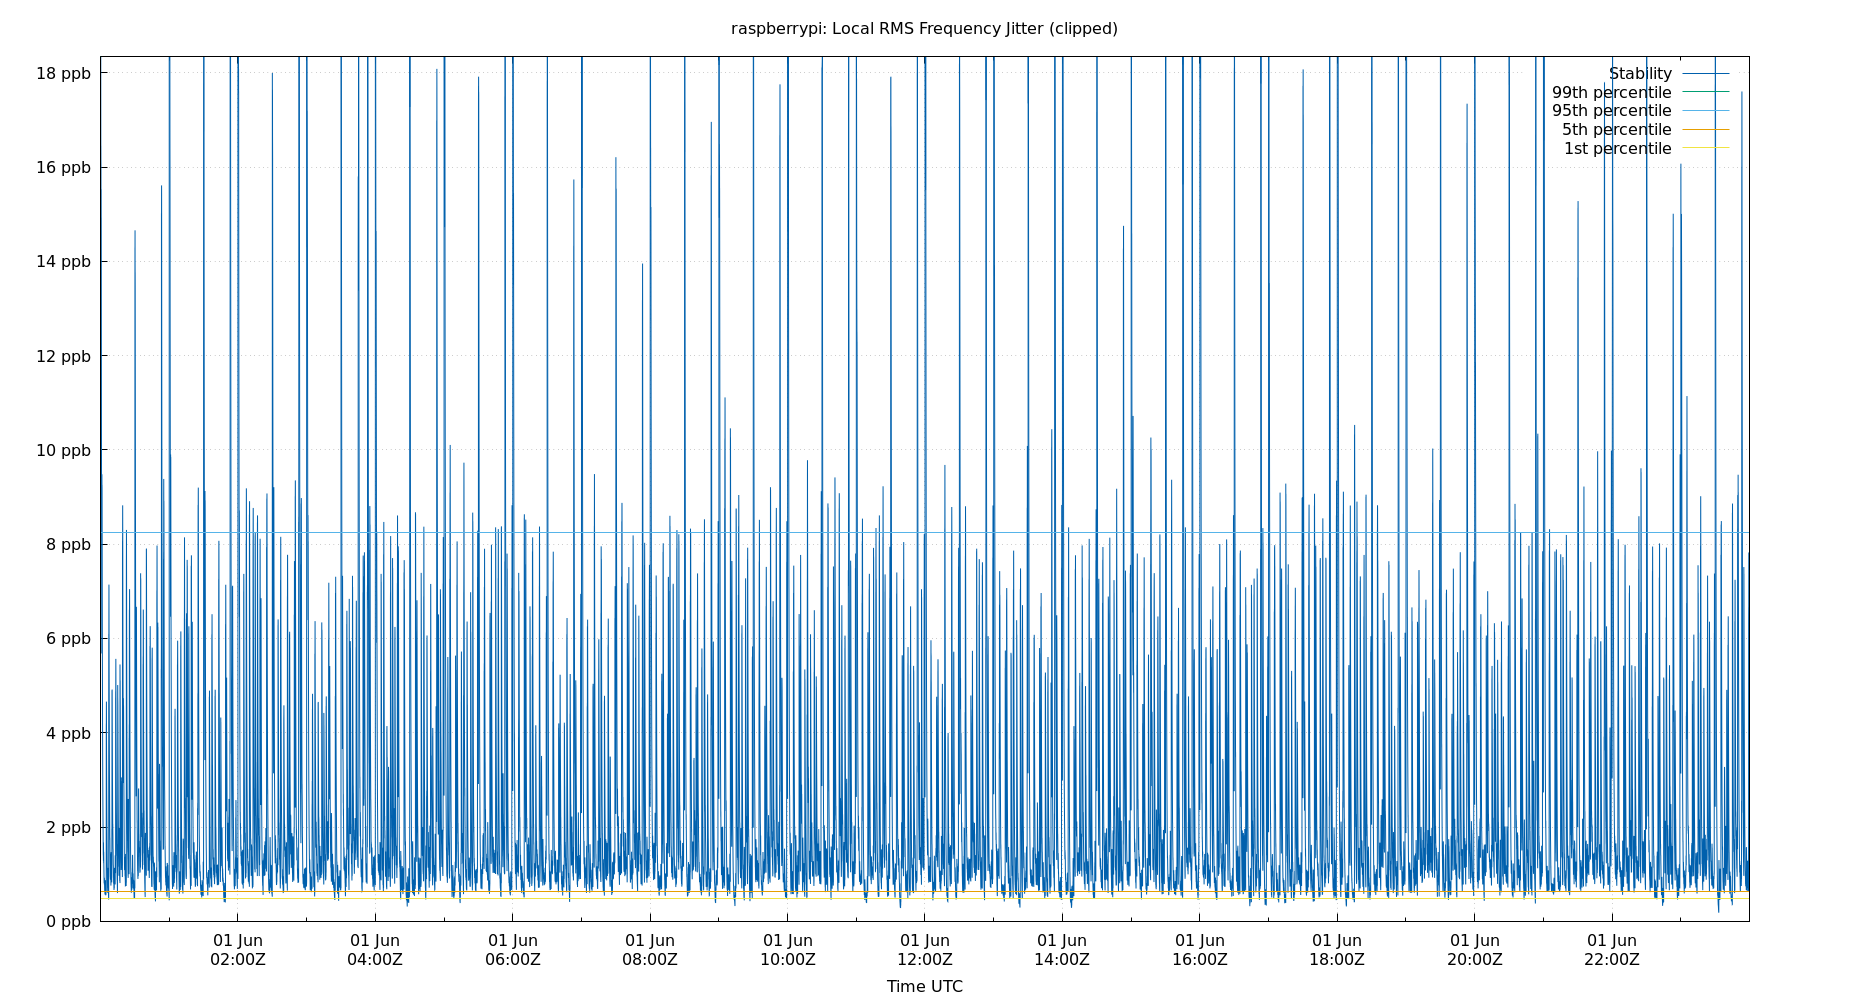 raspberrypi: Local RMS Frequency Jitter (clipped)
18 ppb
16 ppb
14 ppb
12 ppb
10 ppb
8 ppb
6 ppb
4 ppb
2 ppb
0 ppb
Stability
99th percentile
95th percentile
5th percentile
1st percentile
01 Jun 01 Jun 01 Jun 01 Jun 01 Jun 01 Jun 01 Jun 01 Jun 01 Jun 01 Jun 01 Jun
02:00Z 04:00Z 06:00Z 08:00Z 10:00Z 12:00Z 14:00Z 16:00Z 18:00Z 20:00Z 22:00Z
Time UTC